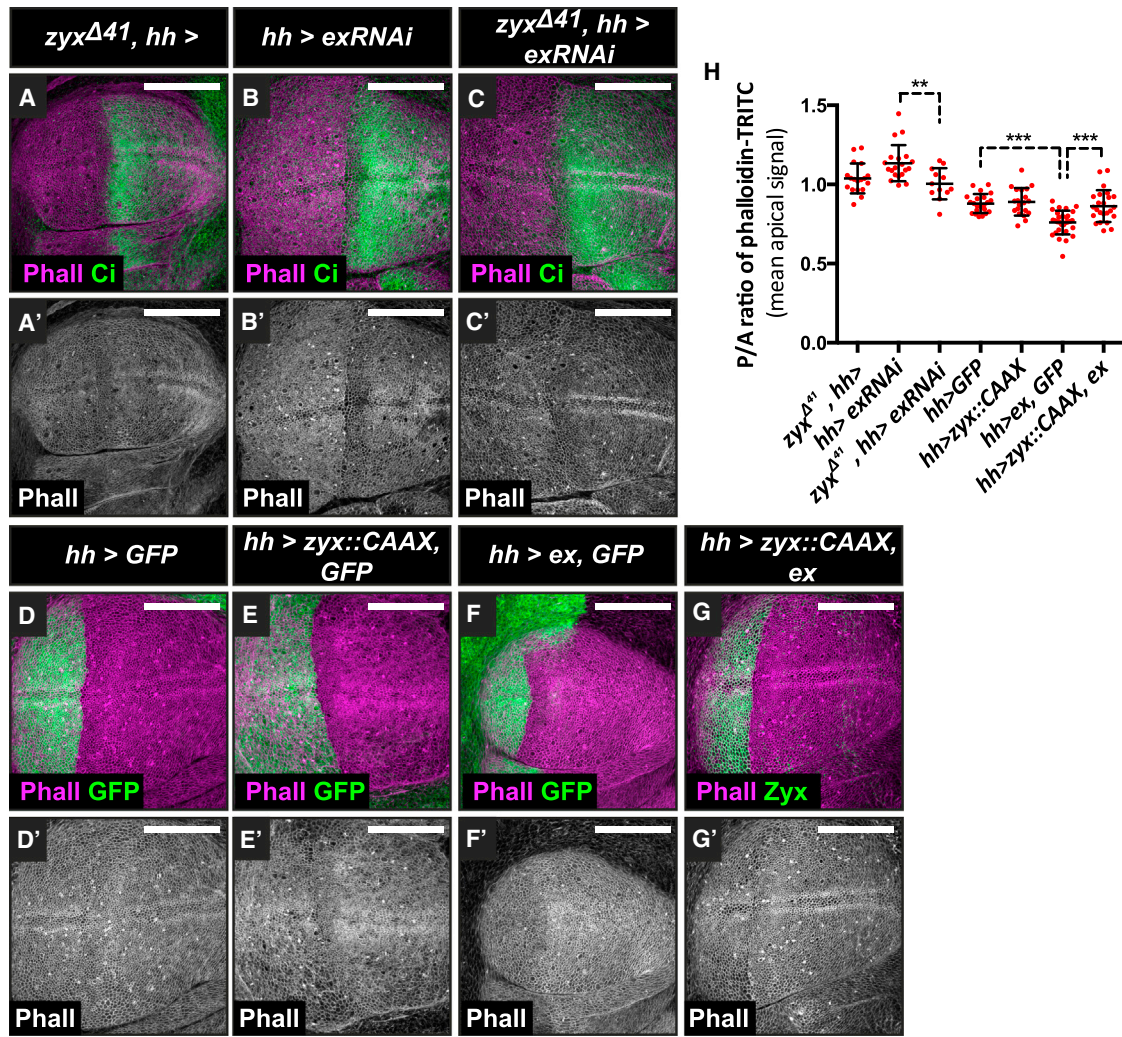 zyxΔ41, hh >
hh > exRNAi
zyxΔ41, hh >
exRNAi
A
Phall Ci
B
Phall Ci
C
Phall Ci
A’
Phall
B’
Phall
C’
Phall
H
P/A ratio of phalloidin-TRITC
(mean apical signal)
1.5
1.0
0.5
0.0
**
***
***
zyxΔ41 , hh>
hh> exRNAi
zyxΔ41 , hh> exRNAi
hh>GFP
hh>zyx::CAAX
hh>ex, GFP
hh>zyx::CAAX, ex
hh > GFP
hh > zyx::CAAX,
GFP
hh > ex, GFP
hh > zyx::CAAX,
ex
D
Phall GFP
E
Phall GFP
F
Phall GFP
G
Phall Zyx
D’
Phall
E’
Phall
F’
Phall
G’
Phall